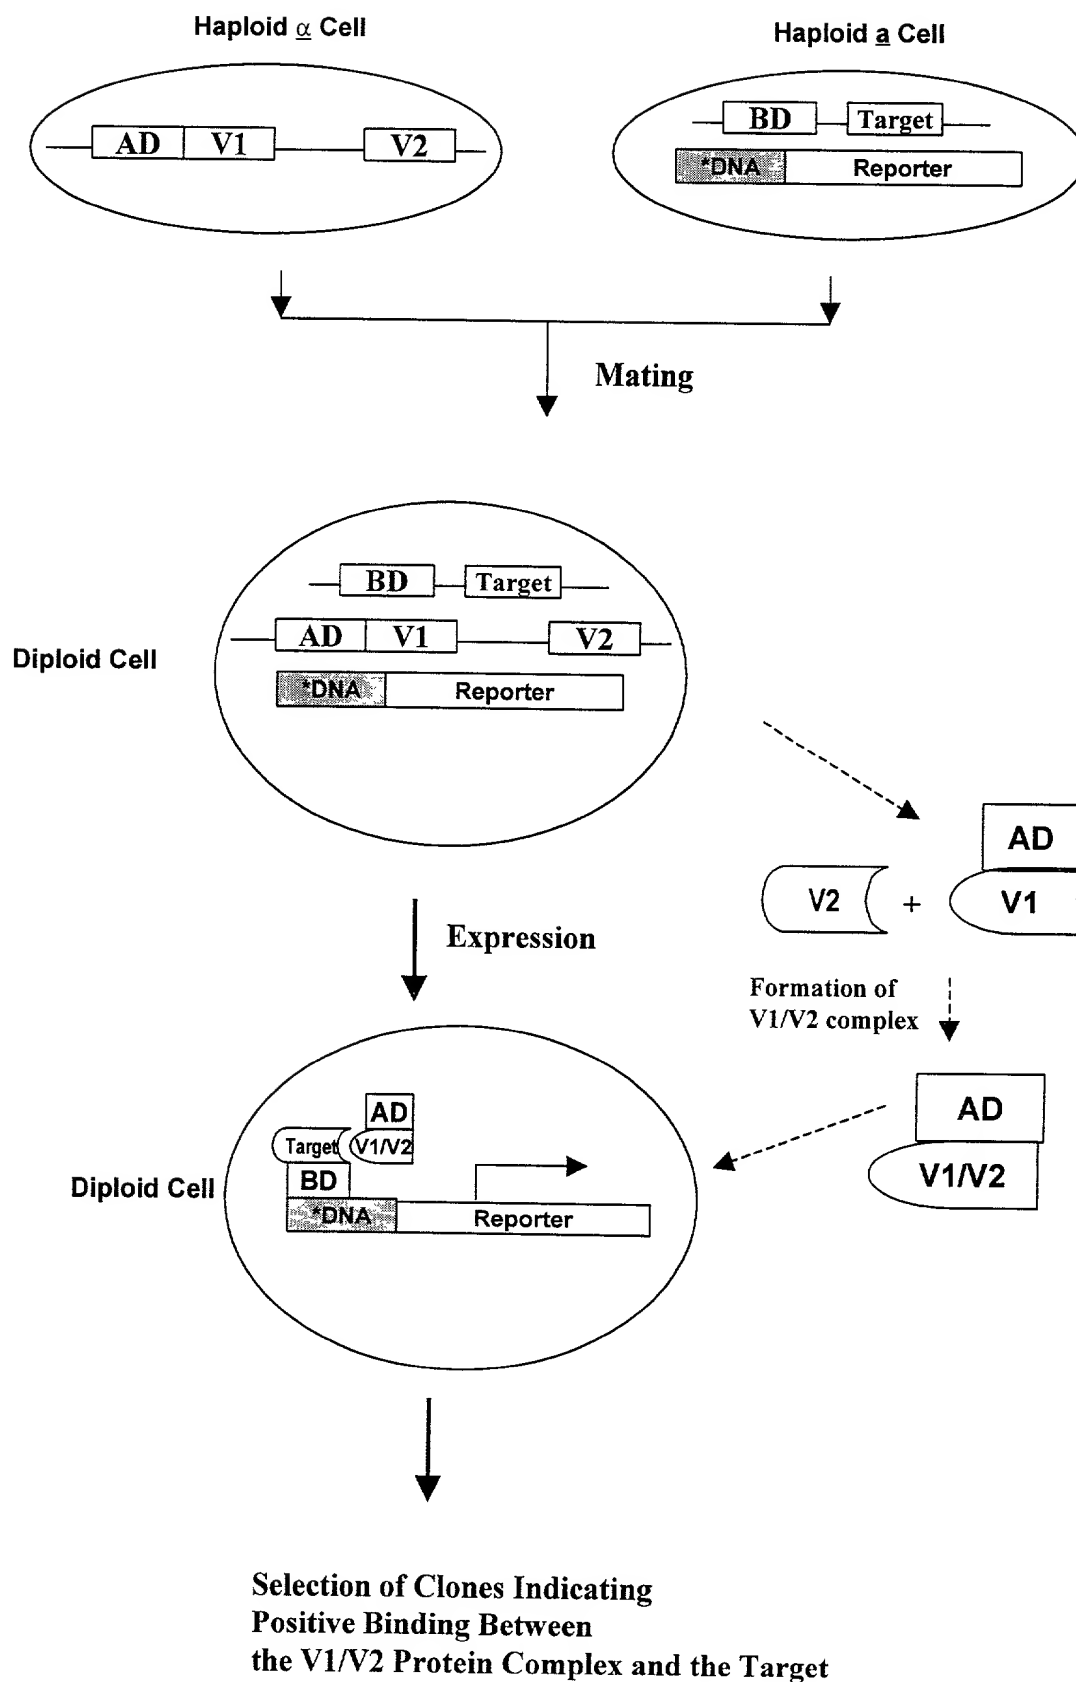 Haploid α Cell
Haploid a Cell
AD V1 V2
BD Target
*DNA Reporter
Mating
Diploid Cell
BD Target
AD V1 V2
*DNA Reporter
AD
V2 + V1
Expression
Formation of
V1/V2 complex
AD
V1/V2
Diploid Cell
AD
Target V1/V2
BD
*DNA Reporter
Selection of Clones Indicating
Positive Binding Between
the V1/V2 Protein Complex and the Target